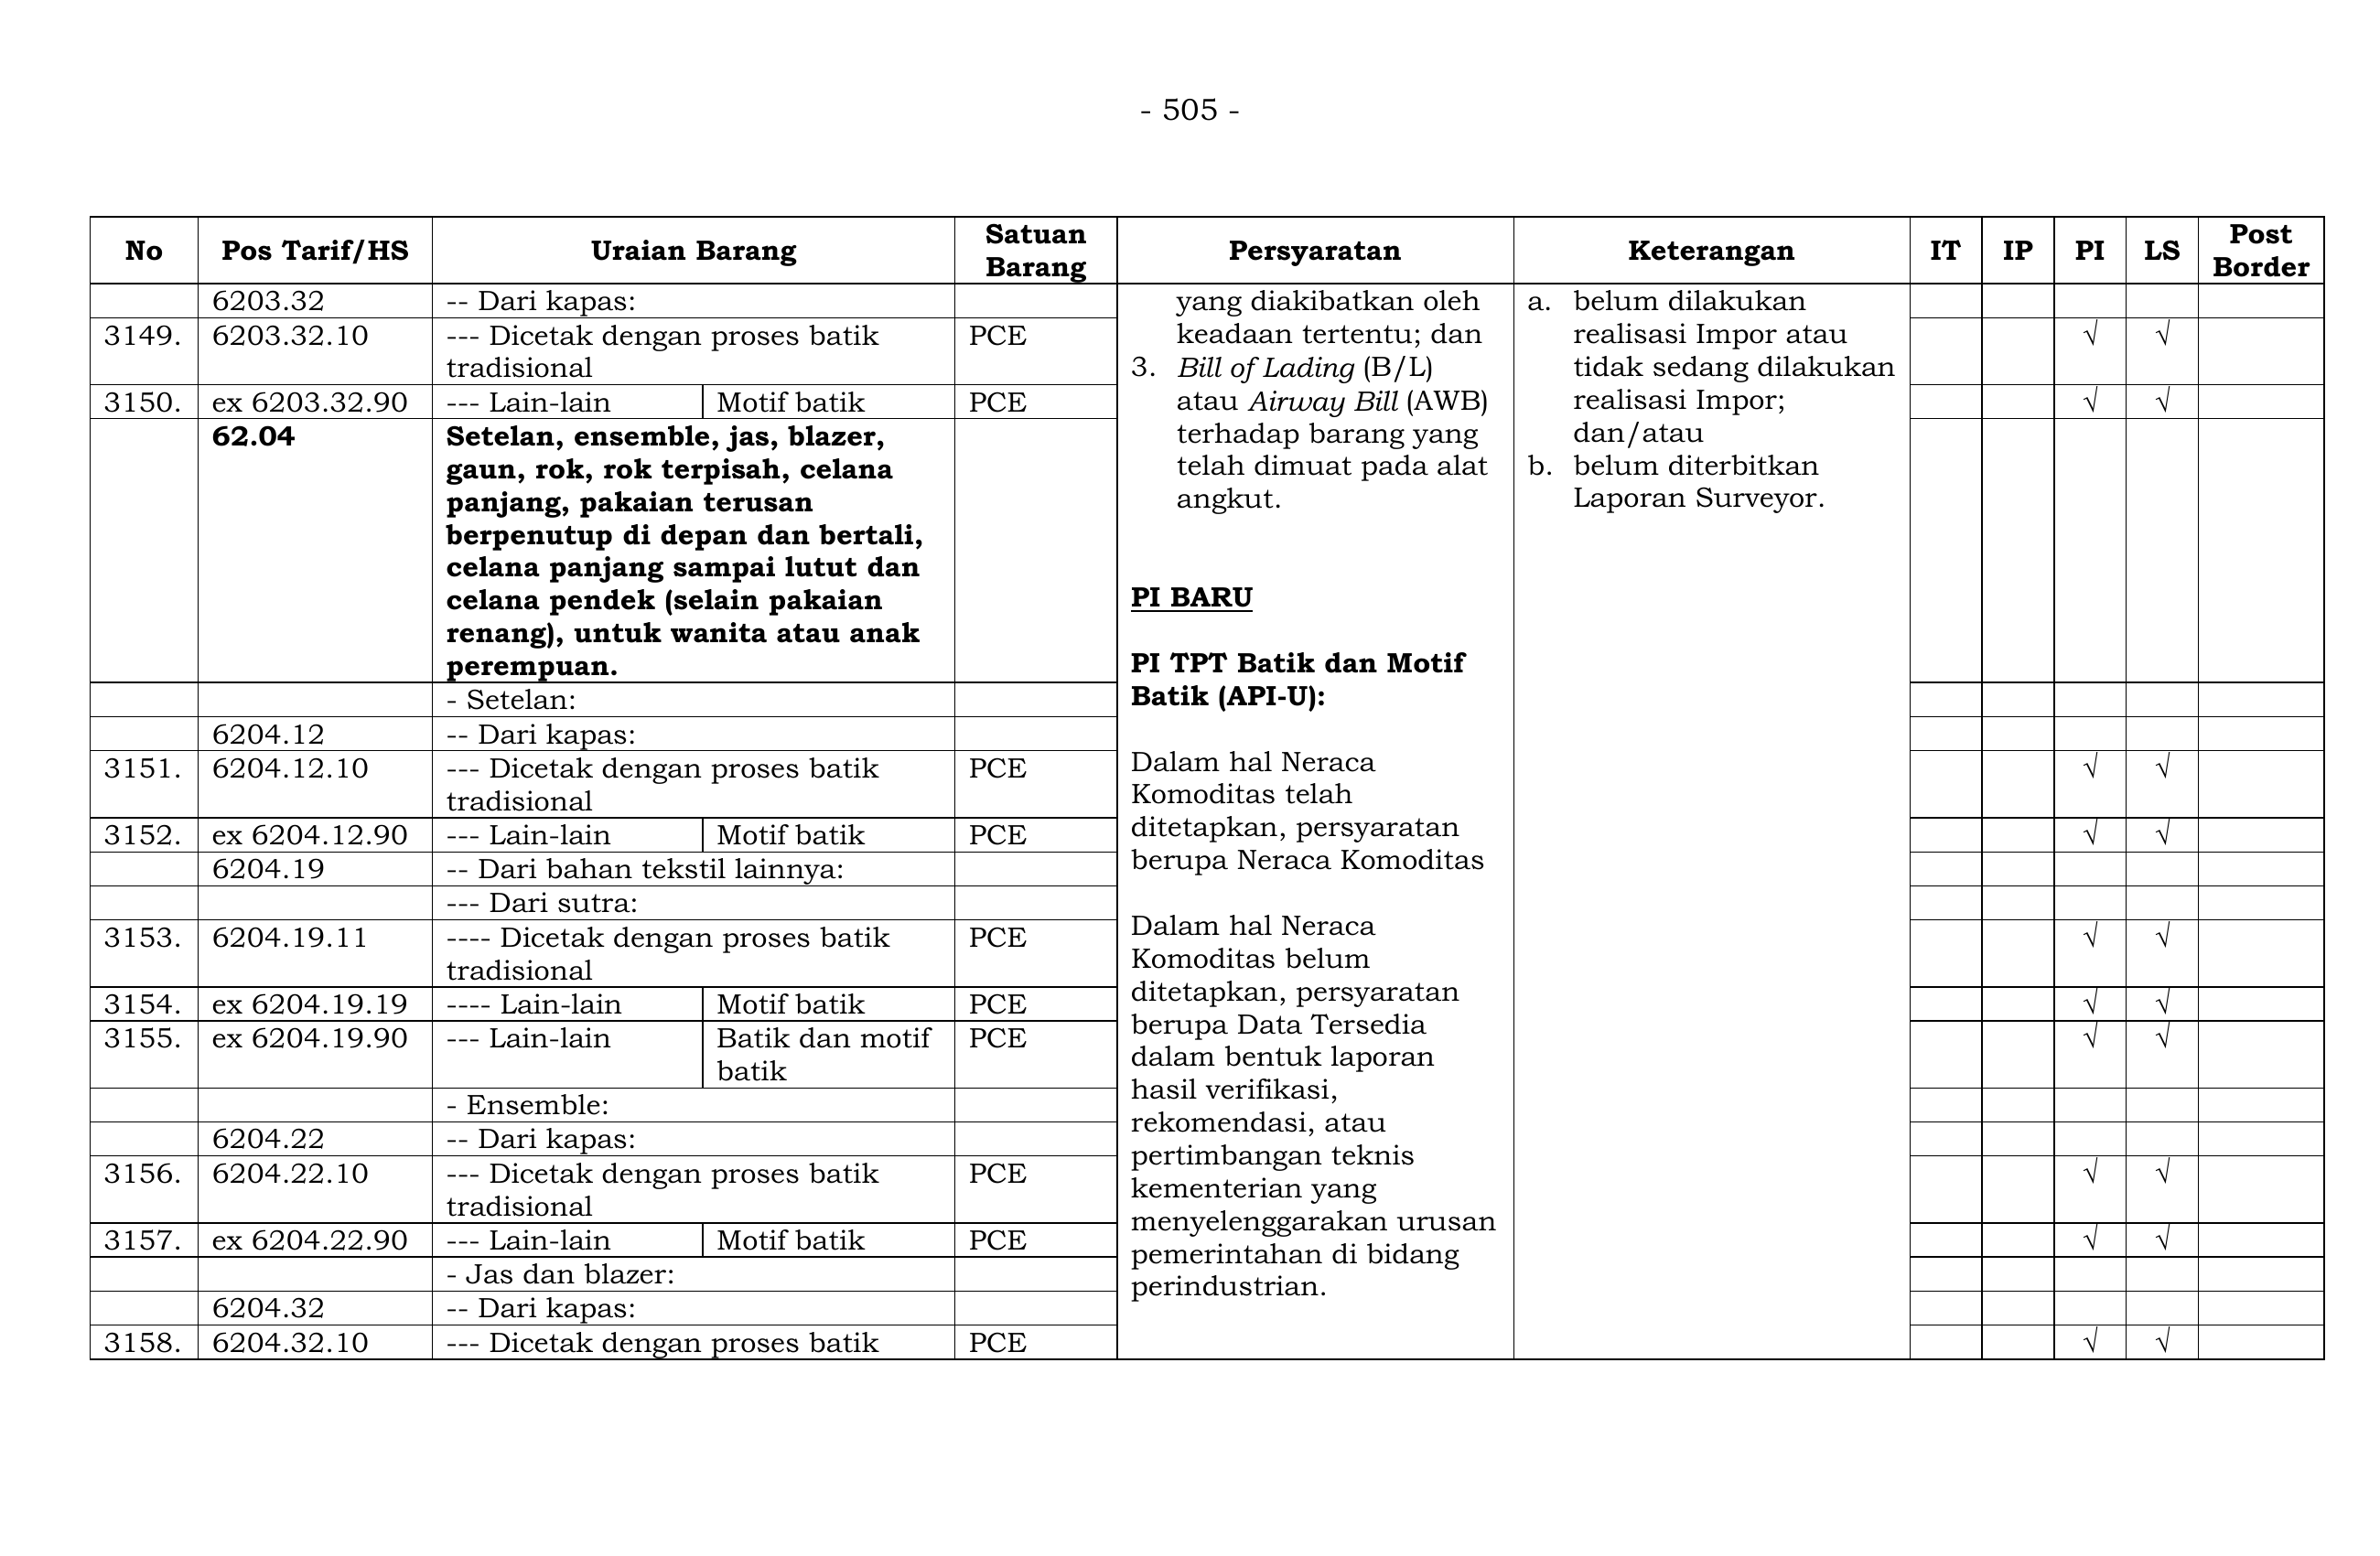 - 505 -
No Pos Tarif/HS Uraian Barang Satuan Barang Persyaratan Keterangan IT IP PI LS Post Border
6203.32 -- Dari kapas:
3149. 6203.32.10 --- Dicetak dengan proses batik PCE √ √
tradisional
3150. ex 6203.32.90 --- Lain-lain Motif batik PCE √ √
62.04 Setelan, ensemble, jas, blazer,
gaun, rok, rok terpisah, celana
panjang, pakaian terusan
berpenutup di depan dan bertali,
celana panjang sampai lutut dan
celana pendek (selain pakaian
renang), untuk wanita atau anak
perempuan.
- Setelan:
6204.12 -- Dari kapas:
3151. 6204.12.10 --- Dicetak dengan proses batik PCE √ √
tradisional
3152. ex 6204.12.90 --- Lain-lain Motif batik PCE √ √
6204.19 -- Dari bahan tekstil lainnya:
--- Dari sutra:
3153. 6204.19.11 ---- Dicetak dengan proses batik PCE √ √
tradisional
3154. ex 6204.19.19 ---- Lain-lain Motif batik PCE √ √
3155. ex 6204.19.90 --- Lain-lain Batik dan motif PCE √ √
batik
- Ensemble:
6204.22 -- Dari kapas:
3156. 6204.22.10 --- Dicetak dengan proses batik PCE √ √
tradisional
3157. ex 6204.22.90 --- Lain-lain Motif batik PCE √ √
- Jas dan blazer:
6204.32 -- Dari kapas:
3158. 6204.32.10 --- Dicetak dengan proses batik PCE √ √
yang diakibatkan oleh
keadaan tertentu; dan
3. Bill of Lading (B/L)
atau Airway Bill (AWB)
terhadap barang yang
telah dimuat pada alat
angkut.
PI BARU
PI TPT Batik dan Motif
Batik (API-U):
Dalam hal Neraca
Komoditas telah
ditetapkan, persyaratan
berupa Neraca Komoditas
Dalam hal Neraca
Komoditas belum
ditetapkan, persyaratan
berupa Data Tersedia
dalam bentuk laporan
hasil verifikasi,
rekomendasi, atau
pertimbangan teknis
kementerian yang
menyelenggarakan urusan
pemerintahan di bidang
perindustrian.
a. belum dilakukan
realisasi Impor atau
tidak sedang dilakukan
realisasi Impor;
dan/atau
b. belum diterbitkan
Laporan Surveyor.